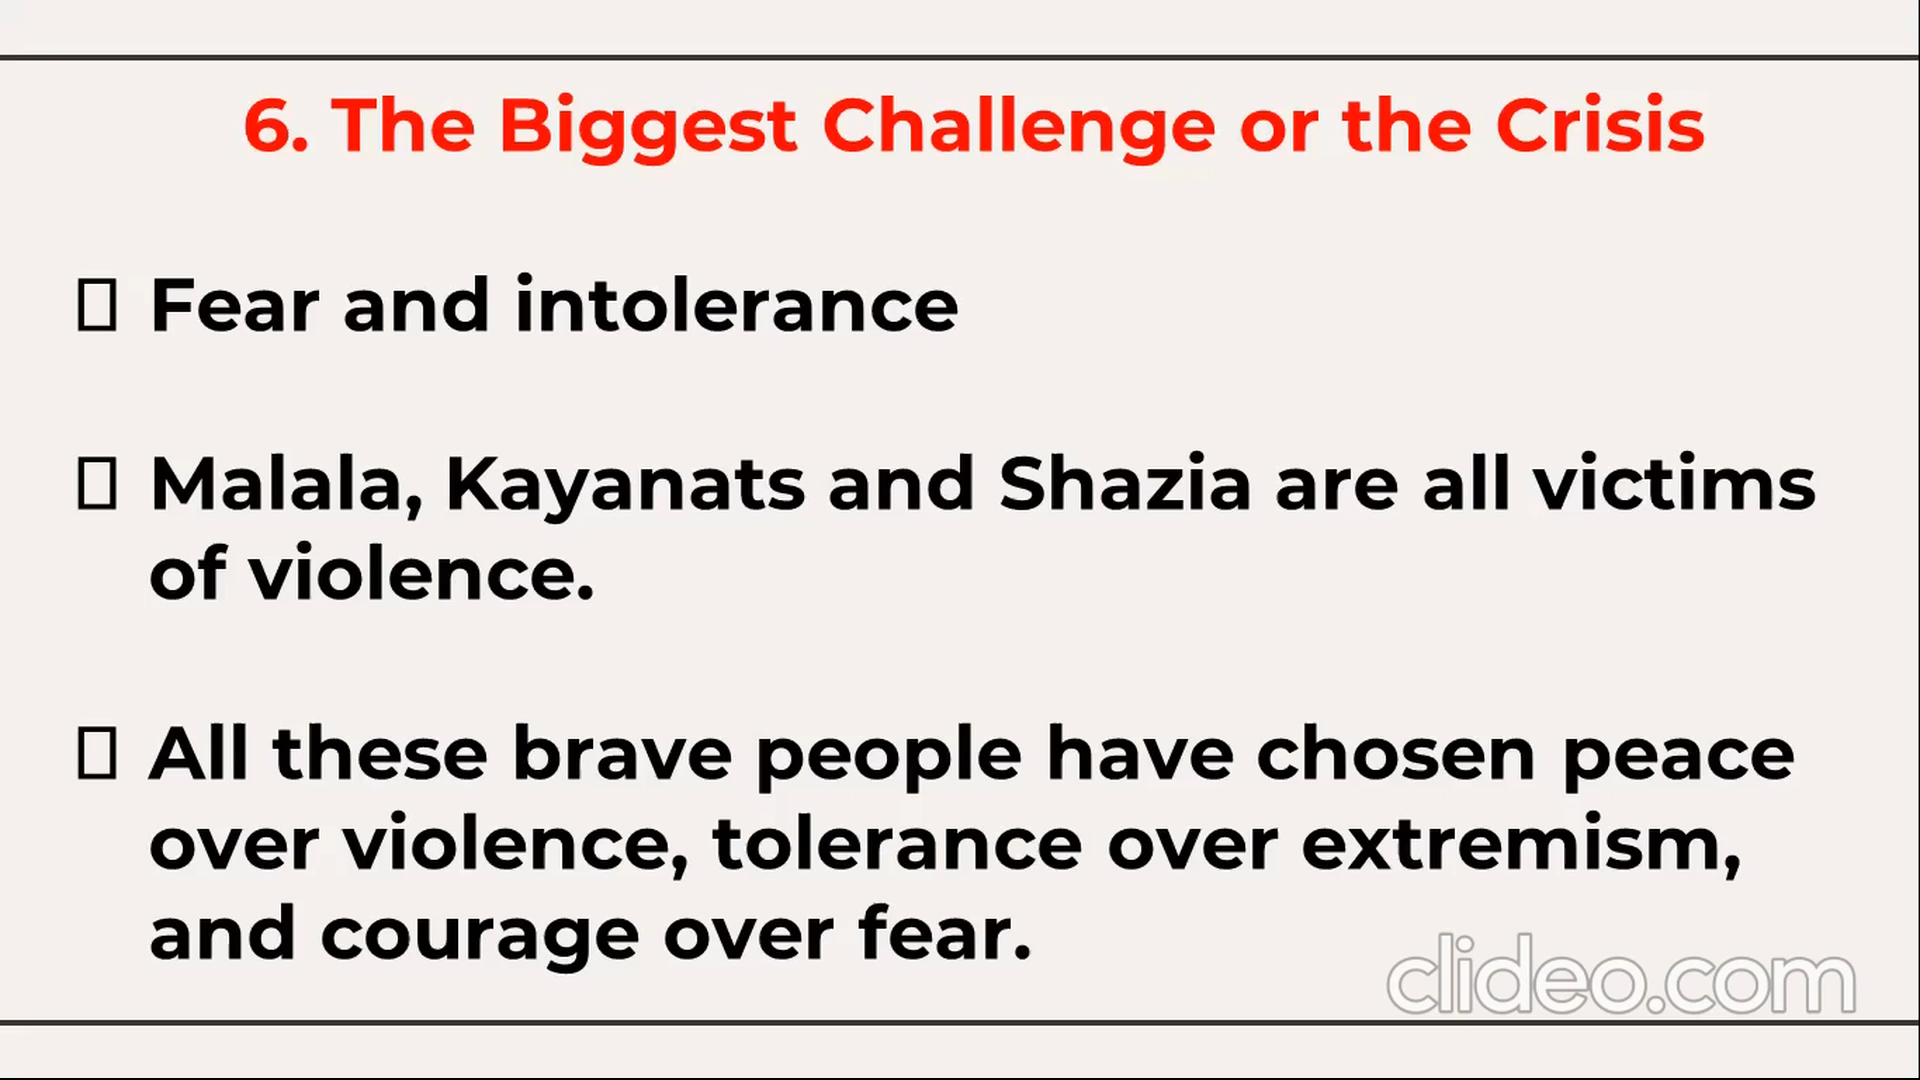 6. The Biggest Challenge or the Crisis
Fear and intolerance
Malala, Kayanats and Shazia are all victims
of violence.
All these brave people have chosen peace
over violence, tolerance over extremism,
and courage over fear.
clideo.com